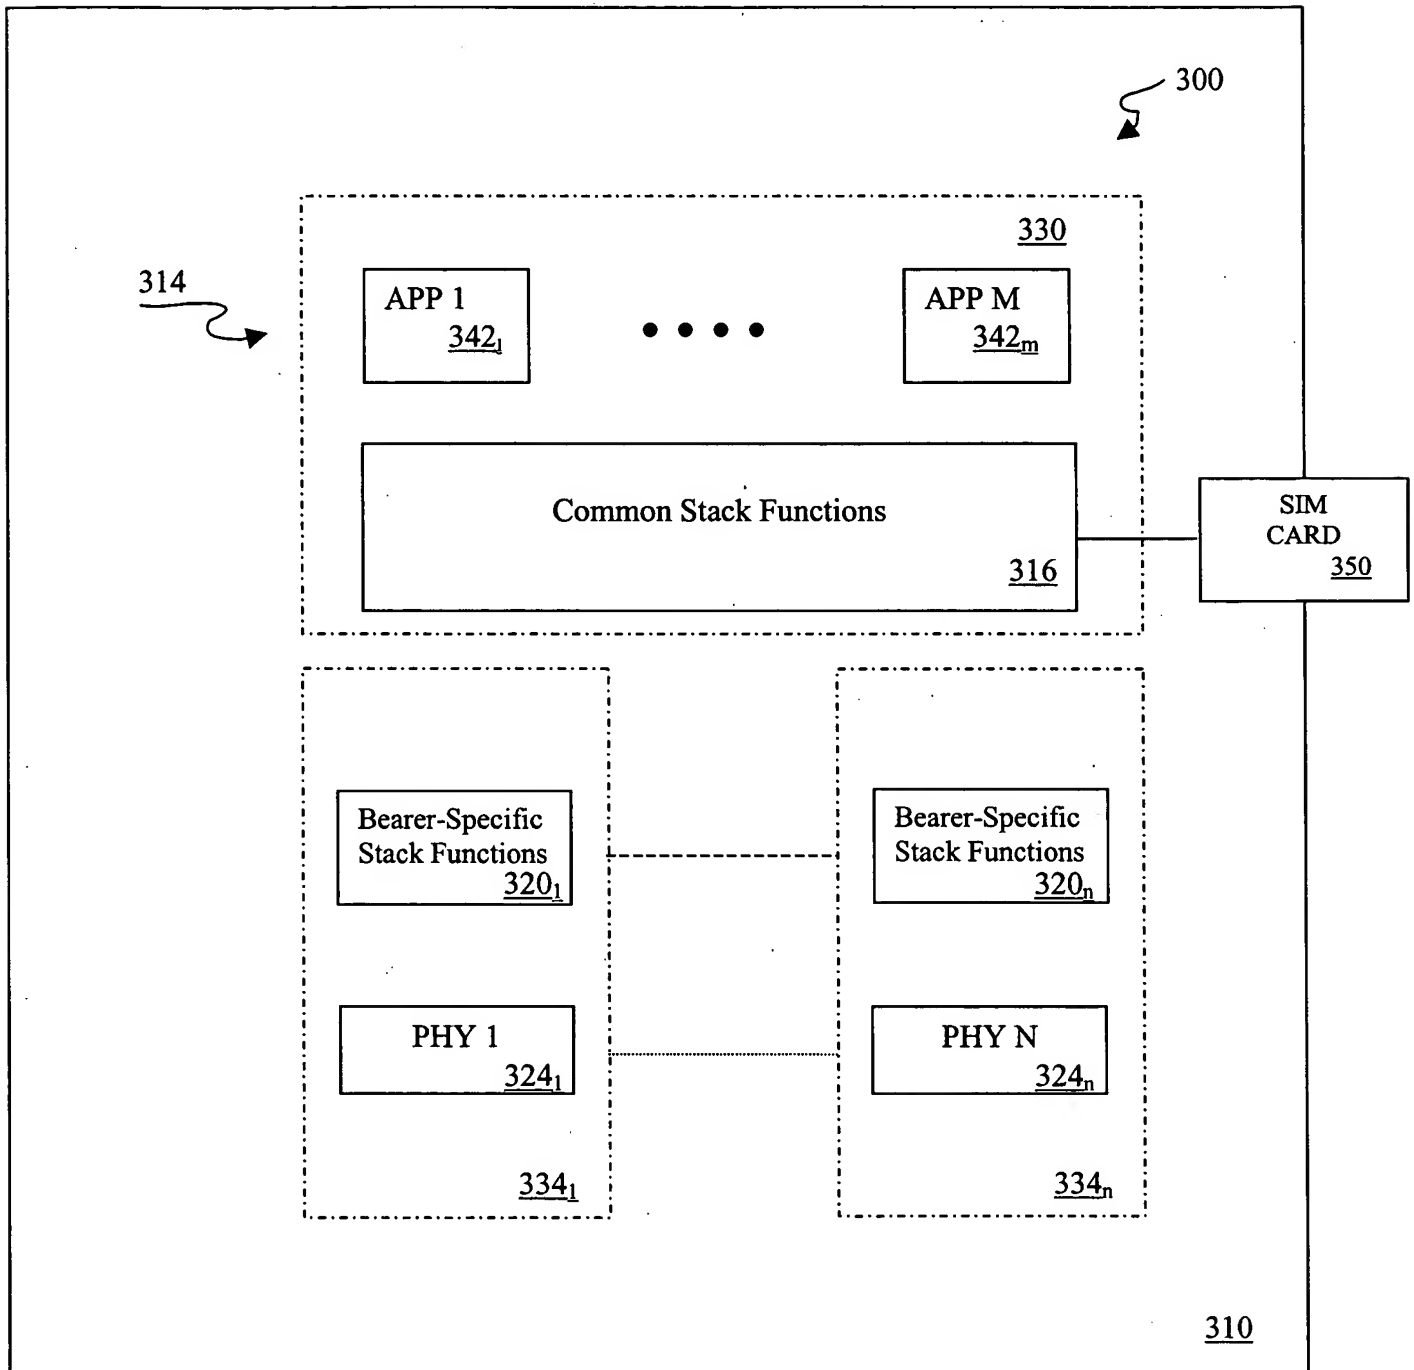 300
330
314
APP 1
342₁
APP M
342ₘ
Common Stack Functions
316
SIM
CARD
350
Bearer-Specific
Stack Functions
320₁
Bearer-Specific
Stack Functions
320ₙ
PHY 1
324₁
PHY N
324ₙ
334₁
334ₙ
310